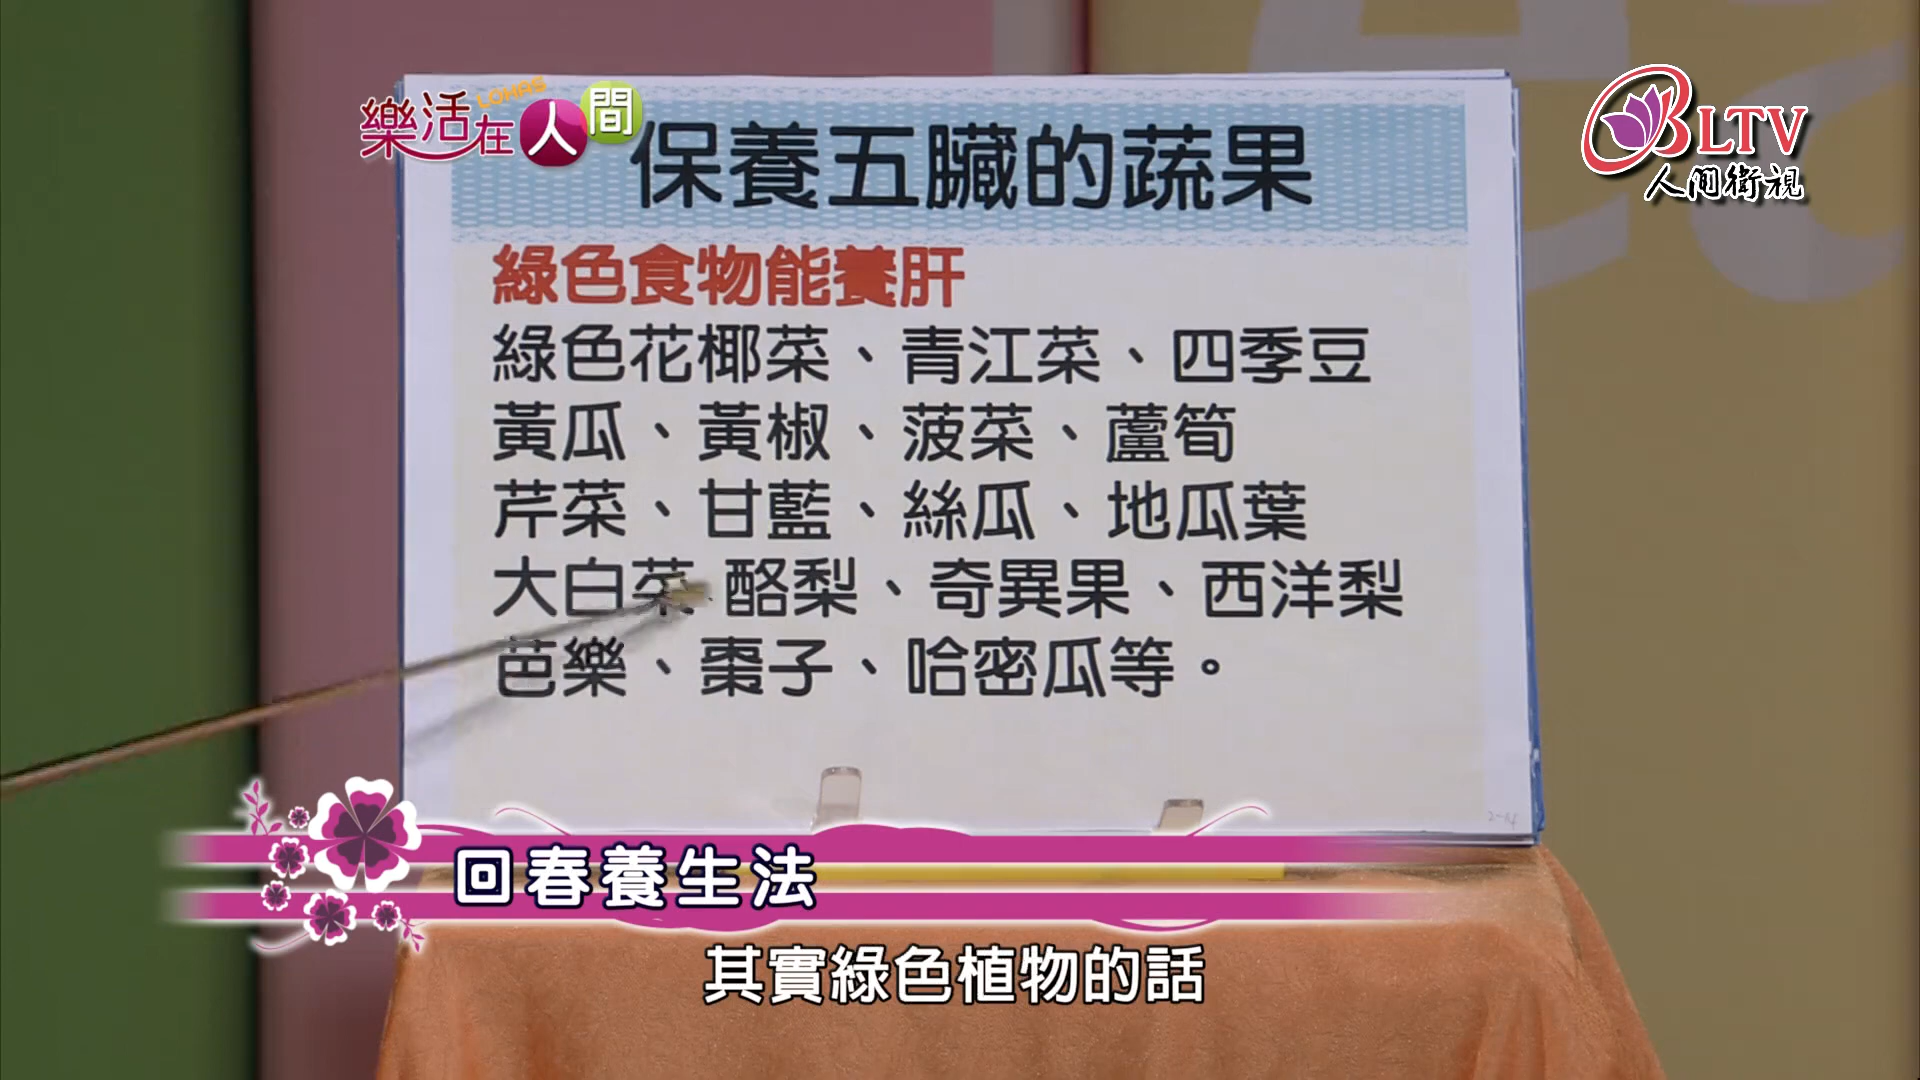 樂活在人間
LOHAS
BLTV
人間衛視
保養五臟的蔬果
綠色食物能養肝
綠色花椰菜、青江菜、四季豆
黃瓜、黃椒、菠菜、蘆筍
芹菜、甘藍、絲瓜、地瓜葉
大白菜 酪梨、奇異果、西洋梨
芭樂、棗子、哈密瓜等。
回春養生法
其實綠色植物的話